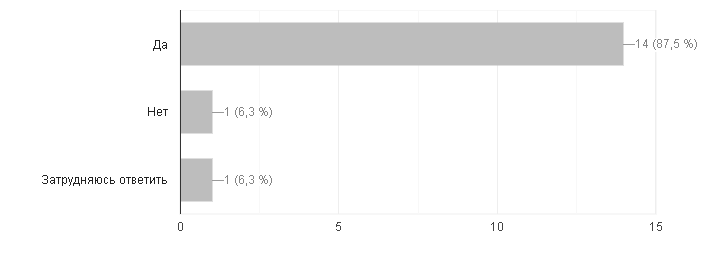 Да
14 (87,5 %)
Нет
1 (6,3 %)
Затрудняюсь ответить
1 (6,3 %)
0
5
10
15